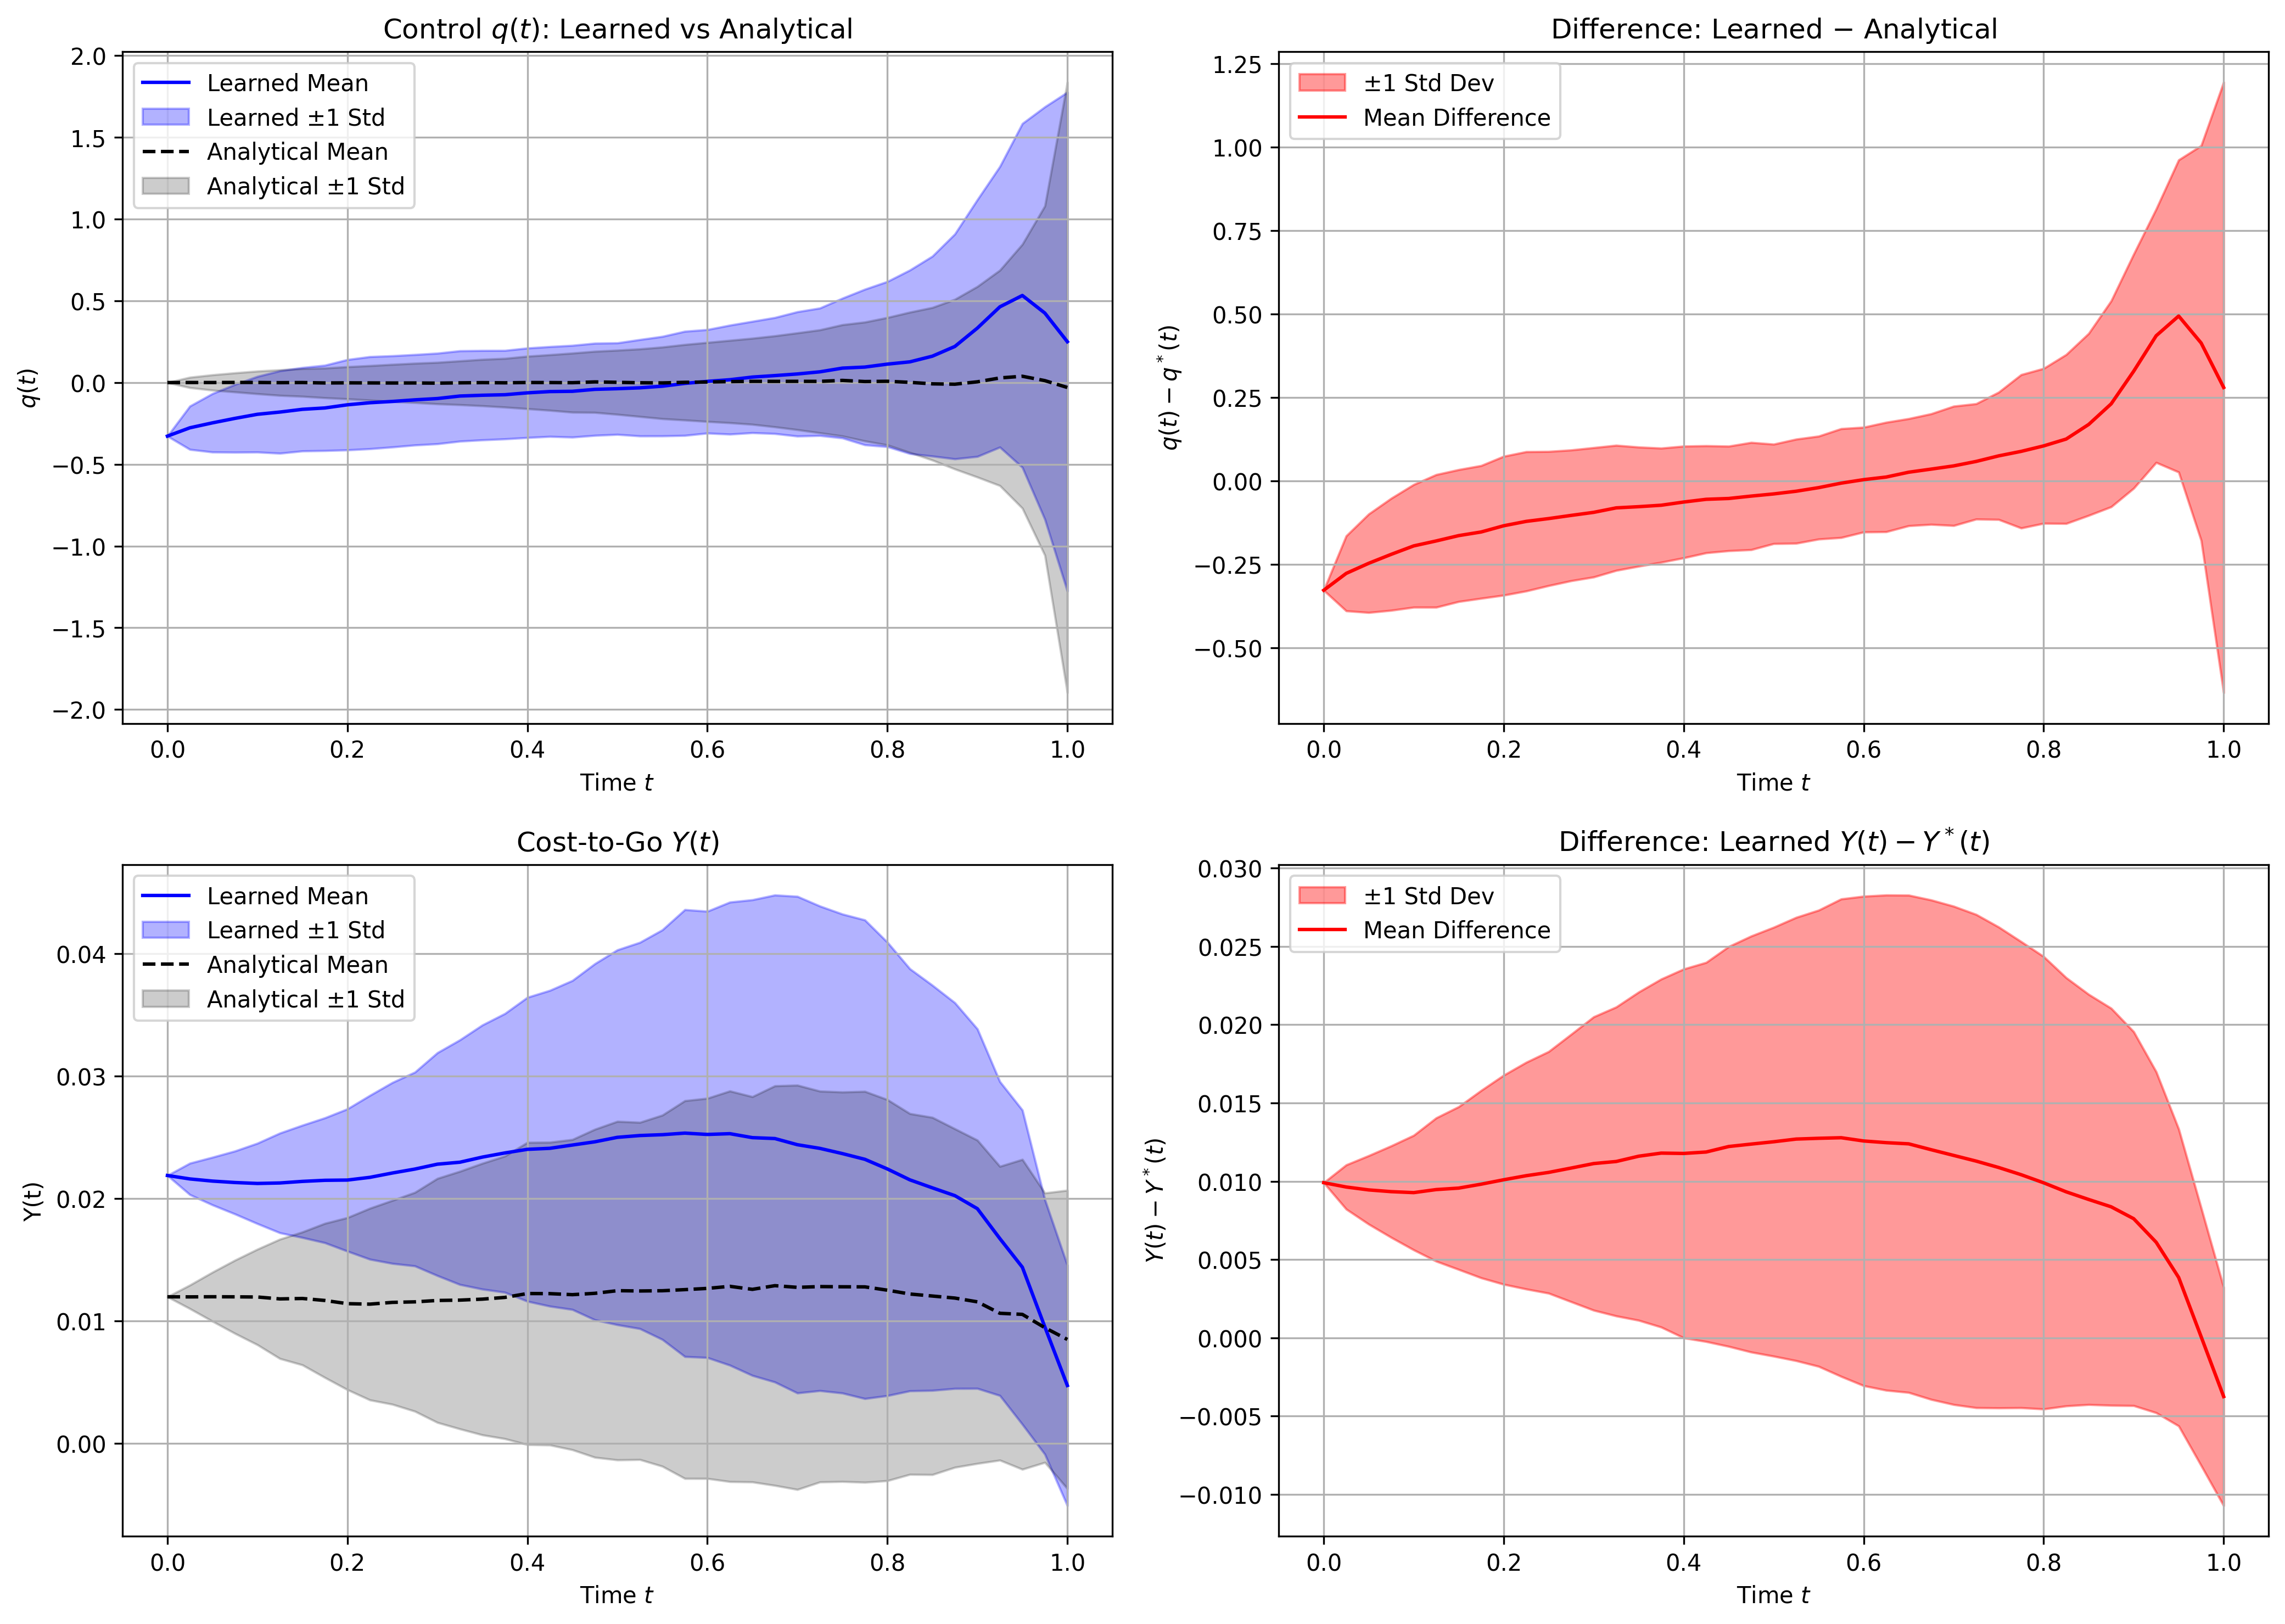 Control q(t): Learned vs Analytical
2.0
1.5
1.0
0.5
0.0
−0.5
−1.0
−1.5
−2.0
q(t)
Learned Mean
Learned ±1 Std
Analytical Mean
Analytical ±1 Std
0.0 0.2 0.4 0.6 0.8 1.0
Time t
Difference: Learned − Analytical
1.25
1.00
0.75
0.50
0.25
0.00
−0.25
−0.50
q(t) − q*(t)
±1 Std Dev
Mean Difference
0.0 0.2 0.4 0.6 0.8 1.0
Time t
Cost-to-Go Y(t)
0.04
0.03
0.02
0.01
0.00
Y(t)
Learned Mean
Learned ±1 Std
Analytical Mean
Analytical ±1 Std
0.0 0.2 0.4 0.6 0.8 1.0
Time t
Difference: Learned Y(t) − Y*(t)
0.030
0.025
0.020
0.015
0.010
0.005
0.000
−0.005
−0.010
Y(t) − Y*(t)
±1 Std Dev
Mean Difference
0.0 0.2 0.4 0.6 0.8 1.0
Time t